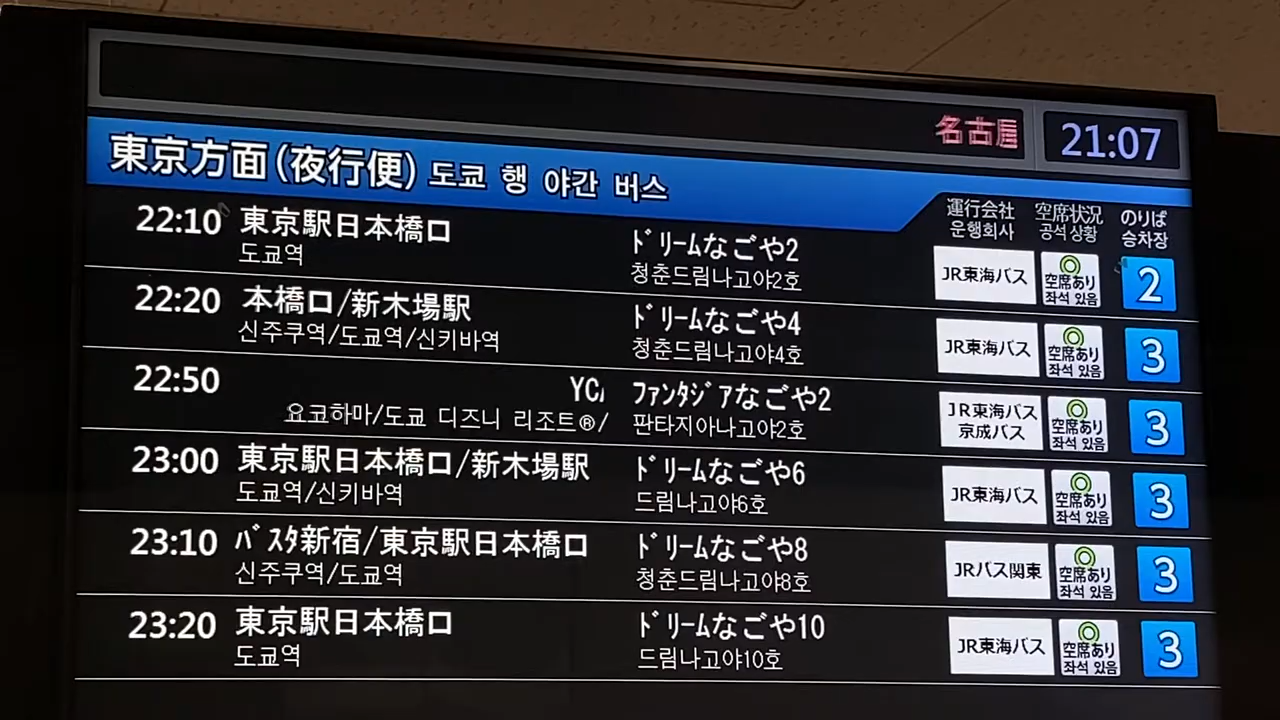 名古屋 21:07
東京方面(夜行便) 도쿄 행 야간 버스
運行会社 空席状況 のりば
운행회사 공석 상황 승차장
22:10 東京駅日本橋口 ドリームなごや2 JR東海バス ◎ 2
도쿄역 청춘드림나고야2호 空席あり
좌석 있음
22:20 本橋口/新木場駅 ドリームなごや4 JR東海バス ◎ 3
신주쿠역/도쿄역/신키바역 청춘드림나고야4호 空席あり
좌석 있음
22:50 YC ファンタジアなごや2 JR東海バス ◎ 3
요코하마/도쿄 디즈니 리조트®/ 판타지아나고야2호 京成バス 空席あり
좌석 있음
23:00 東京駅日本橋口/新木場駅 ドリームなごや6 JR東海バス ◎ 3
도쿄역/신키바역 드림나고야6호 空席あり
좌석 있음
23:10 バスタ新宿/東京駅日本橋口 ドリームなごや8 JRバス関東 ◎ 3
신주쿠역/도쿄역 청춘드림나고야8호 空席あり
좌석 있음
23:20 東京駅日本橋口 ドリームなごや10 JR東海バス ◎ 3
도쿄역 드림나고야10호 空席あり
좌석 있음